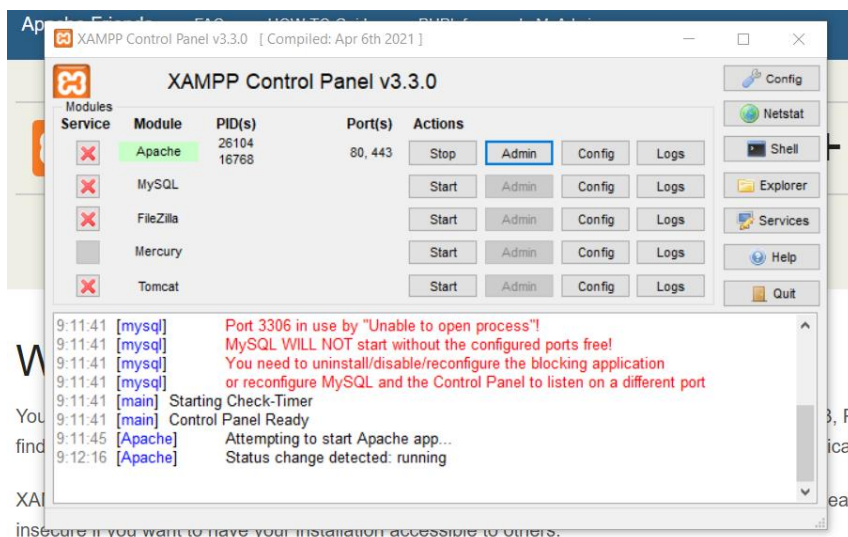 XAMPP Control Panel v3.3.0 [ Compiled: Apr 6th 2021 ]
XAMPP Control Panel v3.3.0
Config
Modules
Service Module PID(s) Port(s) Actions
Netstat
Apache 26104 16768 80, 443 Stop Admin Config Logs
Shell
MySQL Start Admin Config Logs
Explorer
FileZilla Start Admin Config Logs
Services
Mercury Start Admin Config Logs
Help
Tomcat Start Admin Config Logs
Quit
9:11:41 [mysql] Port 3306 in use by "Unable to open process"!
9:11:41 [mysql] MySQL WILL NOT start without the configured ports free!
9:11:41 [mysql] You need to uninstall/disable/reconfigure the blocking application
9:11:41 [mysql] or reconfigure MySQL and the Control Panel to listen on a different port
9:11:41 [main] Starting Check-Timer
9:11:41 [main] Control Panel Ready
9:11:45 [Apache] Attempting to start Apache app...
9:12:16 [Apache] Status change detected: running
You
find
insecure if you want to have your installation accessible to others.